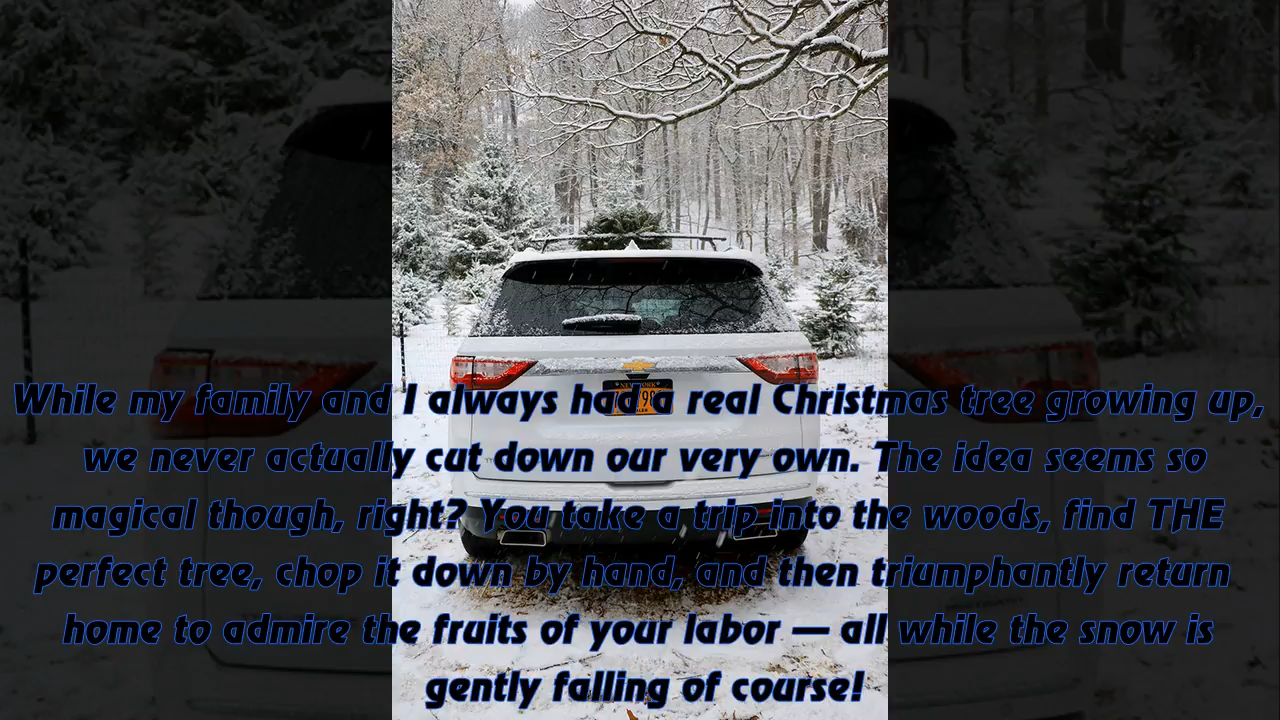 NEW YORK
While my family and I always had a real Christmas tree growing up,
we never actually cut down our very own. The idea seems so
magical though, right? You take a trip into the woods, find THE
perfect tree, chop it down by hand, and then triumphantly return
home to admire the fruits of your labor — all while the snow is
gently falling of course!